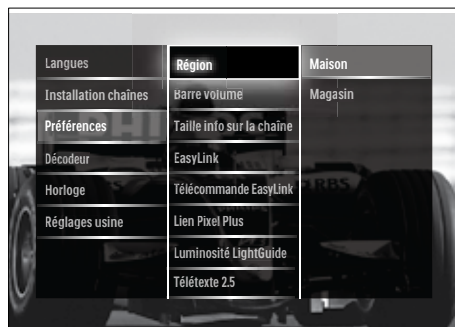 Langues
Installation chaînes
Préférences
Décodeur
Horloge
Réglages usine
Région
Barre volume
Taille info sur la chaîne
EasyLink
Télécommande EasyLink
Lien Pixel Plus
Luminosité LightGuide
Télétexte 2.5
Maison
Magasin
RBS